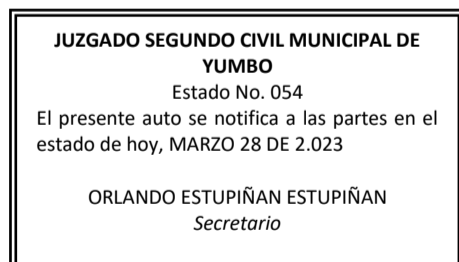 JUZGADO SEGUNDO CIVIL MUNICIPAL DE
YUMBO
Estado No. 054
El presente auto se notifica a las partes en el
estado de hoy, MARZO 28 DE 2.023
ORLANDO ESTUPIÑAN ESTUPIÑAN
Secretario